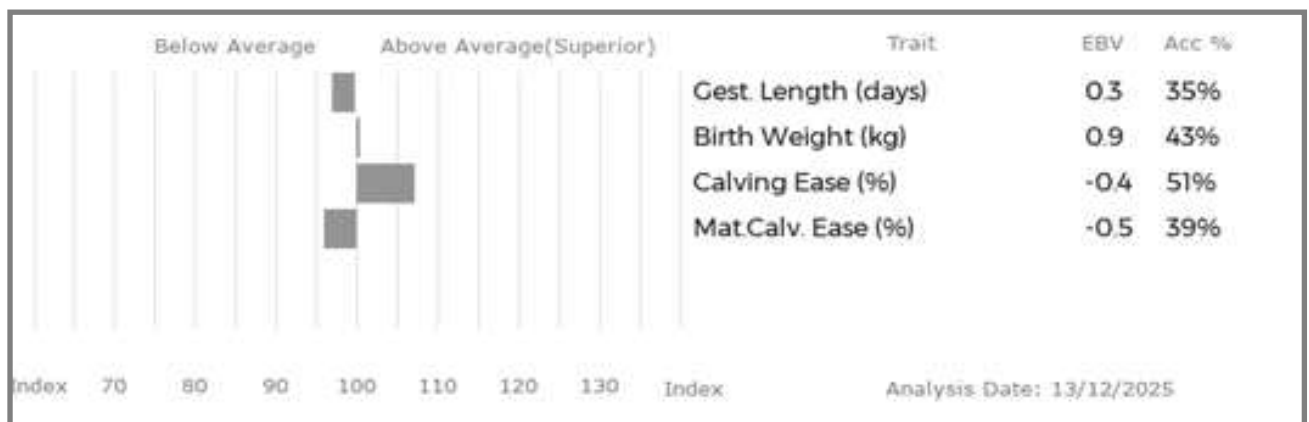 Below Average Above Average(Superior) Trait EBV Acc %
Gest. Length (days) 0.3 35%
Birth Weight (kg) 0.9 43%
Calving Ease (%) -0.4 51%
Mat.Calv. Ease (%) -0.5 39%
Index 70 80 90 100 110 120 130 Index Analysis Date: 13/12/2025